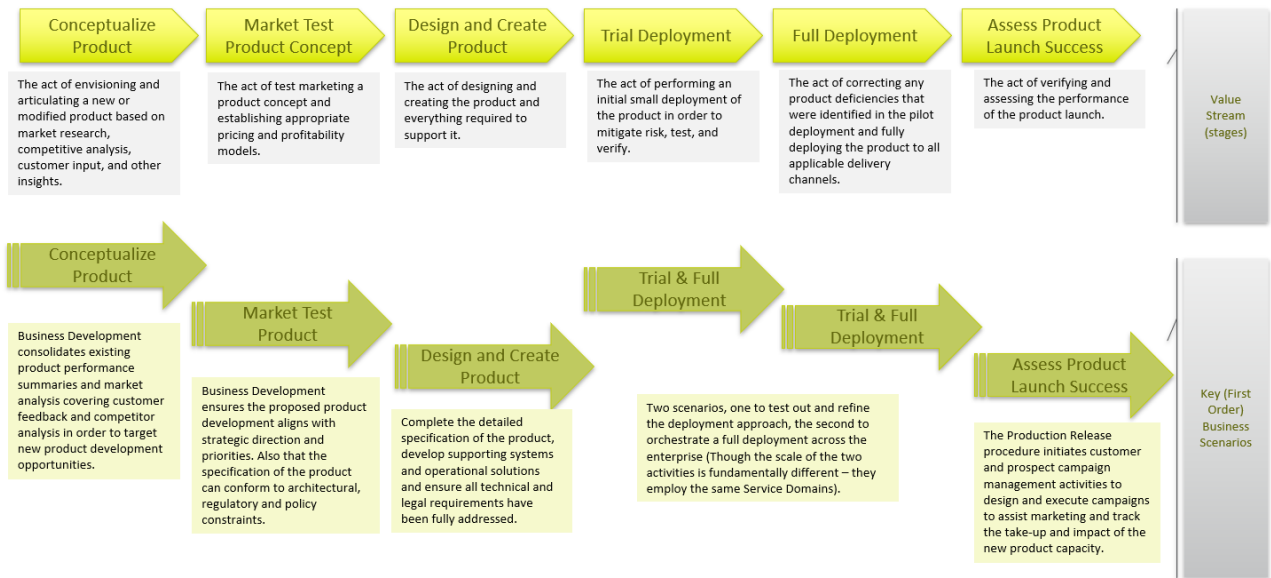 Conceptualize
Product
Market Test
Product Concept
Design and Create
Product
Trial Deployment
Full Deployment
Assess Product
Launch Success
The act of envisioning and
articulating a new or
modified product based on
market research,
competitive analysis,
customer input, and other
insights.
The act of test marketing a
product concept and
establishing appropriate
pricing and profitability
models.
The act of designing and
creating the product and
everything required to
support it.
The act of performing an
initial small deployment of
the product in order to
mitigate risk, test, and
verify.
The act of correcting any
product deficiencies that
were identified in the pilot
deployment and fully
deploying the product to all
applicable delivery
channels.
The act of verifying and
assessing the performance
of the product launch.
Value
Stream
(stages)
Conceptualize
Product
Market Test
Product
Design and Create
Product
Trial & Full
Deployment
Trial & Full
Deployment
Assess Product
Launch Success
Business Development
consolidates existing
product performance
summaries and market
analysis covering customer
feedback and competitor
analysis in order to target
new product development
opportunities.
Business Development
ensures the proposed product
development aligns with
strategic direction and
priorities. Also that the
specification of the product
can conform to architectural,
regulatory and policy
constraints.
Complete the detailed
specification of the product,
develop supporting systems
and operational solutions
and ensure all technical and
legal requirements have
been fully addressed.
Two scenarios, one to test out and refine
the deployment approach, the second to
orchestrate a full deployment across the
enterprise (Though the scale of the two
activities is fundamentally different – they
employ the same Service Domains).
The Production Release
procedure initiates customer
and prospect campaign
management activities to
design and execute campaigns
to assist marketing and track
the take-up and impact of the
new product capacity.
Key (First
Order)
Business
Scenarios